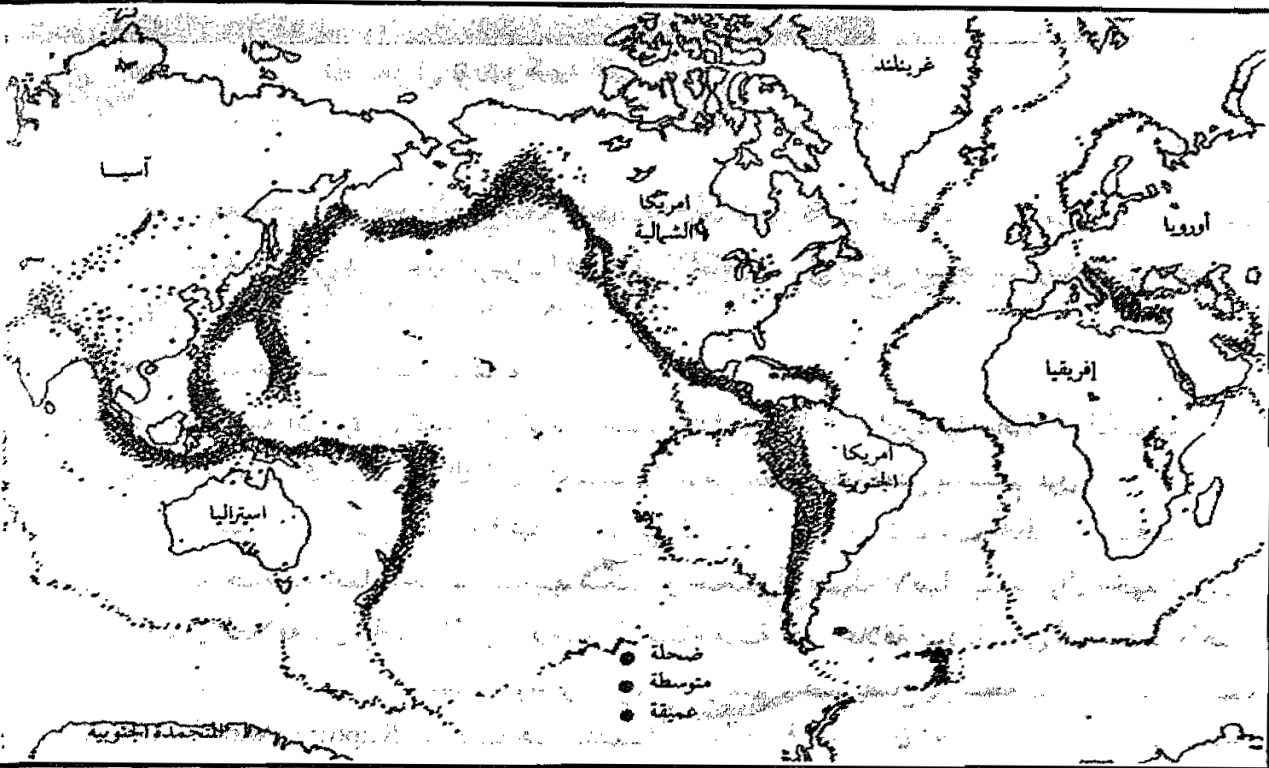 غرينلند
آسيا
أمريكا
الشمالية
أوروبا
إفريقيا
أمريكا
الجنوبية
استراليا
ضحلة
متوسطة
عميقة
المتجمدة الجنوبية